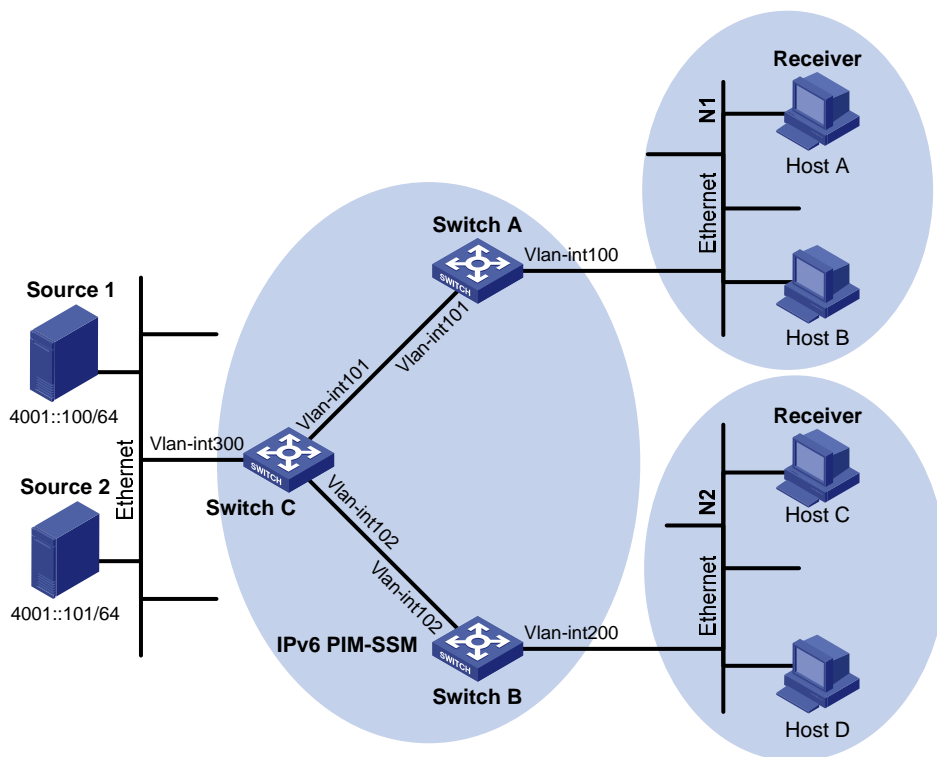 Receiver
N1
Host A
Ethernet
Switch A
Vlan-int100
SWITCH
Host B
Source 1
Vlan-int101
Vlan-int101
4001::100/64
Receiver
Vlan-int300
Ethernet
SWITCH
Source 2
Switch C
N2
Host C
Vlan-int102
Vlan-int102
Ethernet
4001::101/64
IPv6 PIM-SSM
SWITCH
Vlan-int200
Switch B
Host D